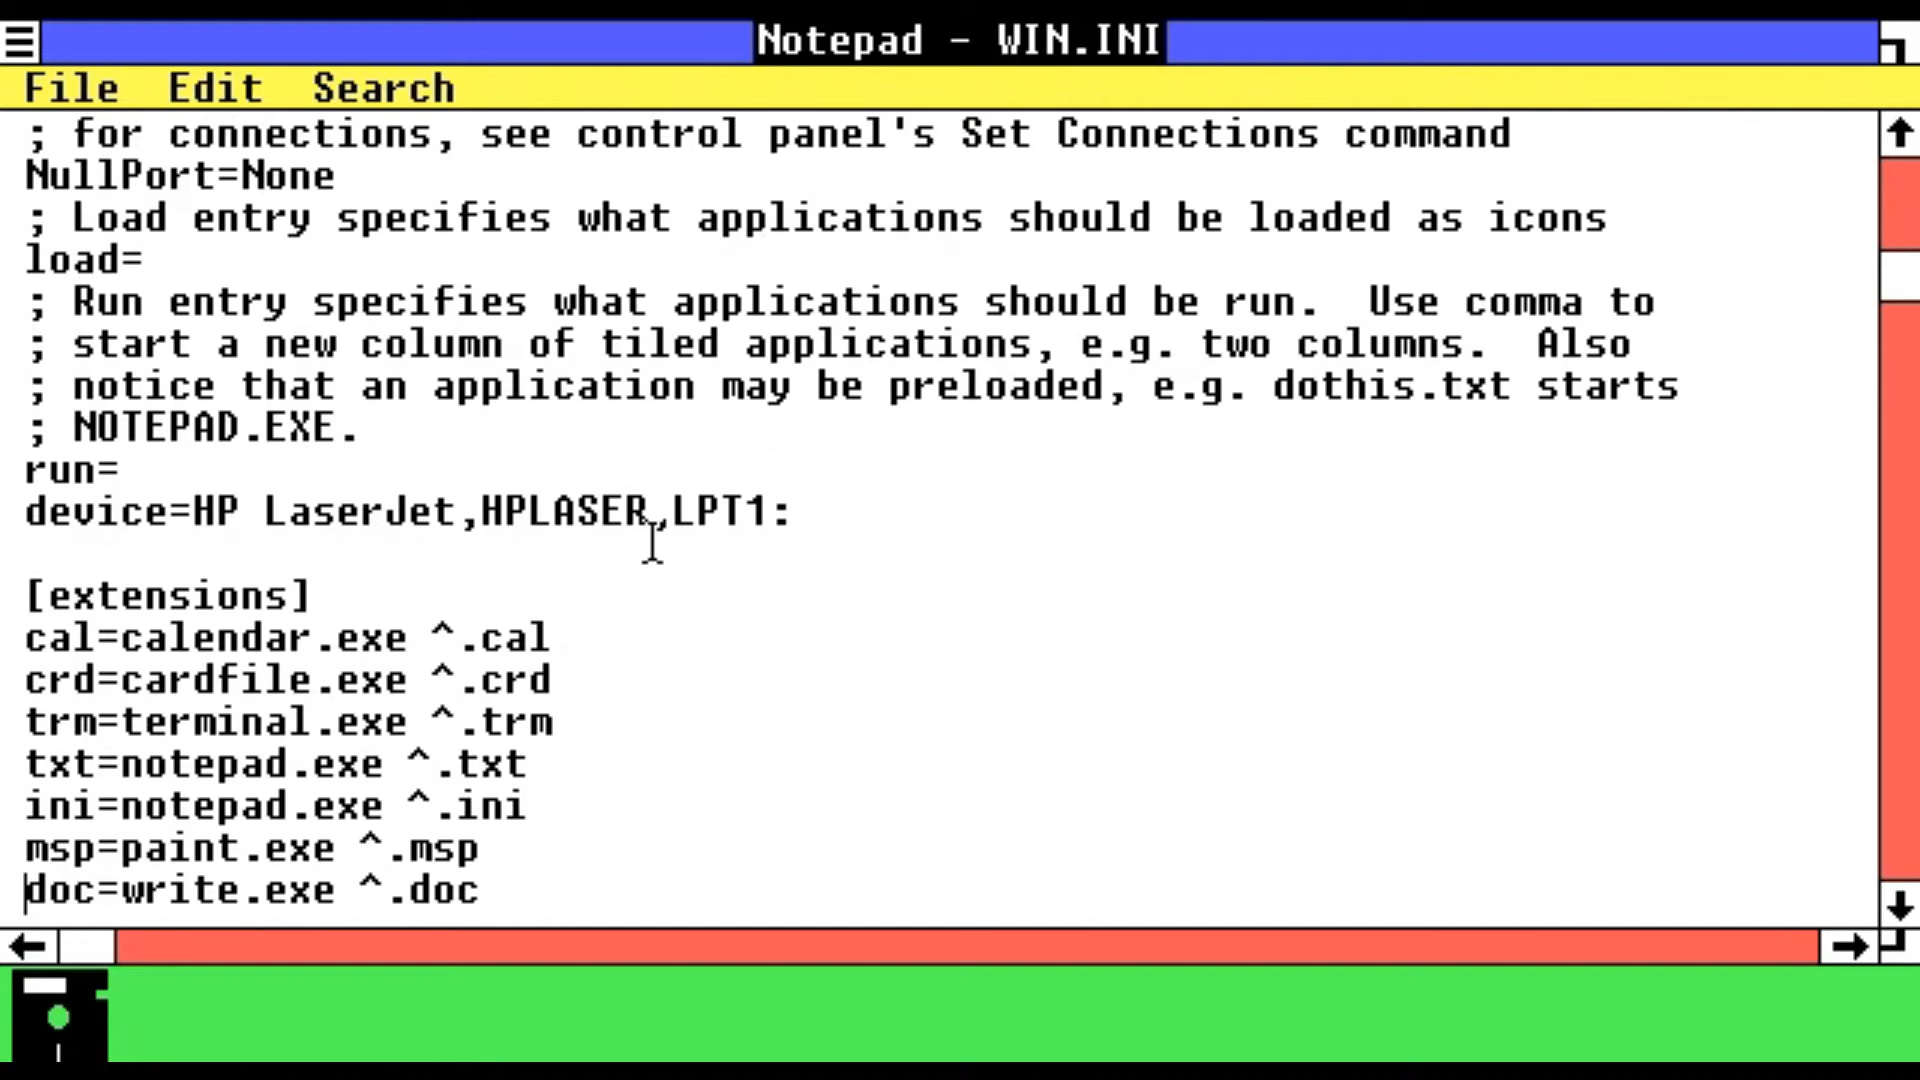 Notepad - WIN.INI
File Edit Search
; for connections, see control panel's Set Connections command
NullPort=None
; Load entry specifies what applications should be loaded as icons
load=
; Run entry specifies what applications should be run.  Use comma to
; start a new column of tiled applications, e.g. two columns.  Also
; notice that an application may be preloaded, e.g. dothis.txt starts
; NOTEPAD.EXE.
run=
device=HP LaserJet,HPLASER,LPT1:
[extensions]
cal=calendar.exe ^.cal
crd=cardfile.exe ^.crd
trm=terminal.exe ^.trm
txt=notepad.exe ^.txt
ini=notepad.exe ^.ini
msp=paint.exe ^.msp
doc=write.exe ^.doc